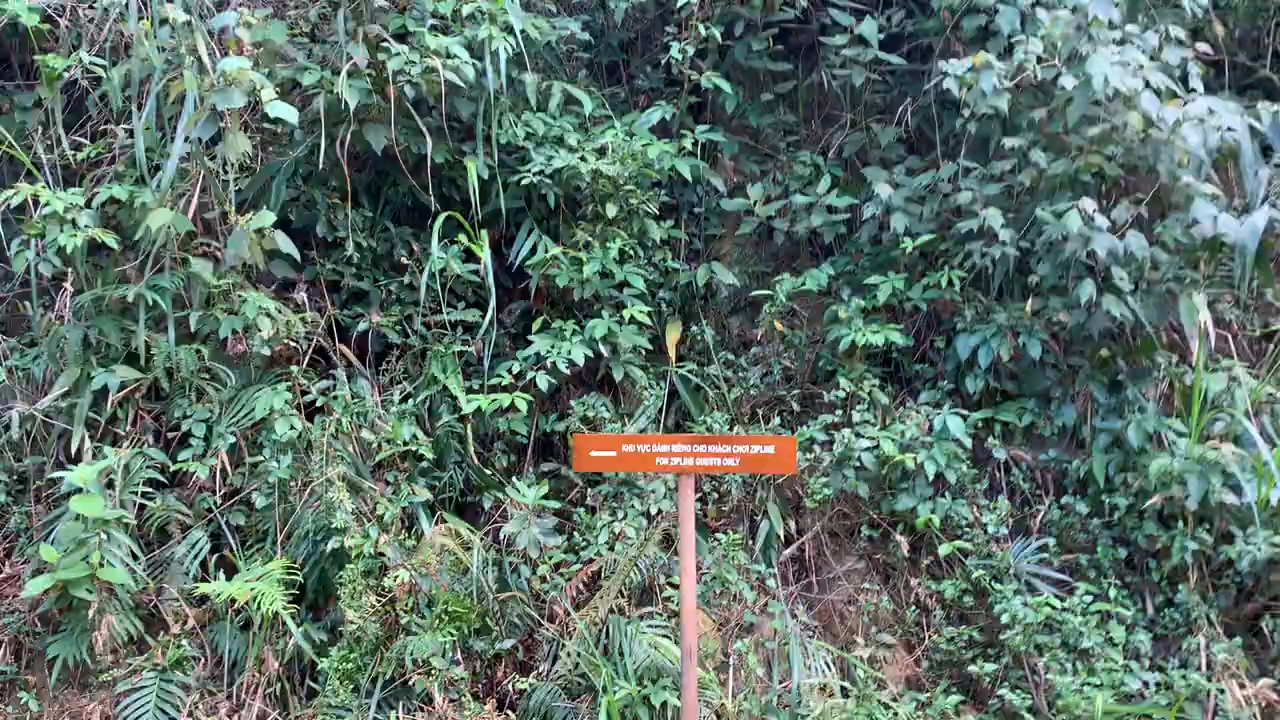 KHU VỰC DÀNH RIÊNG CHO KHÁCH CHƠI ZIPLINE
FOR ZIPLINE GUESTS ONLY